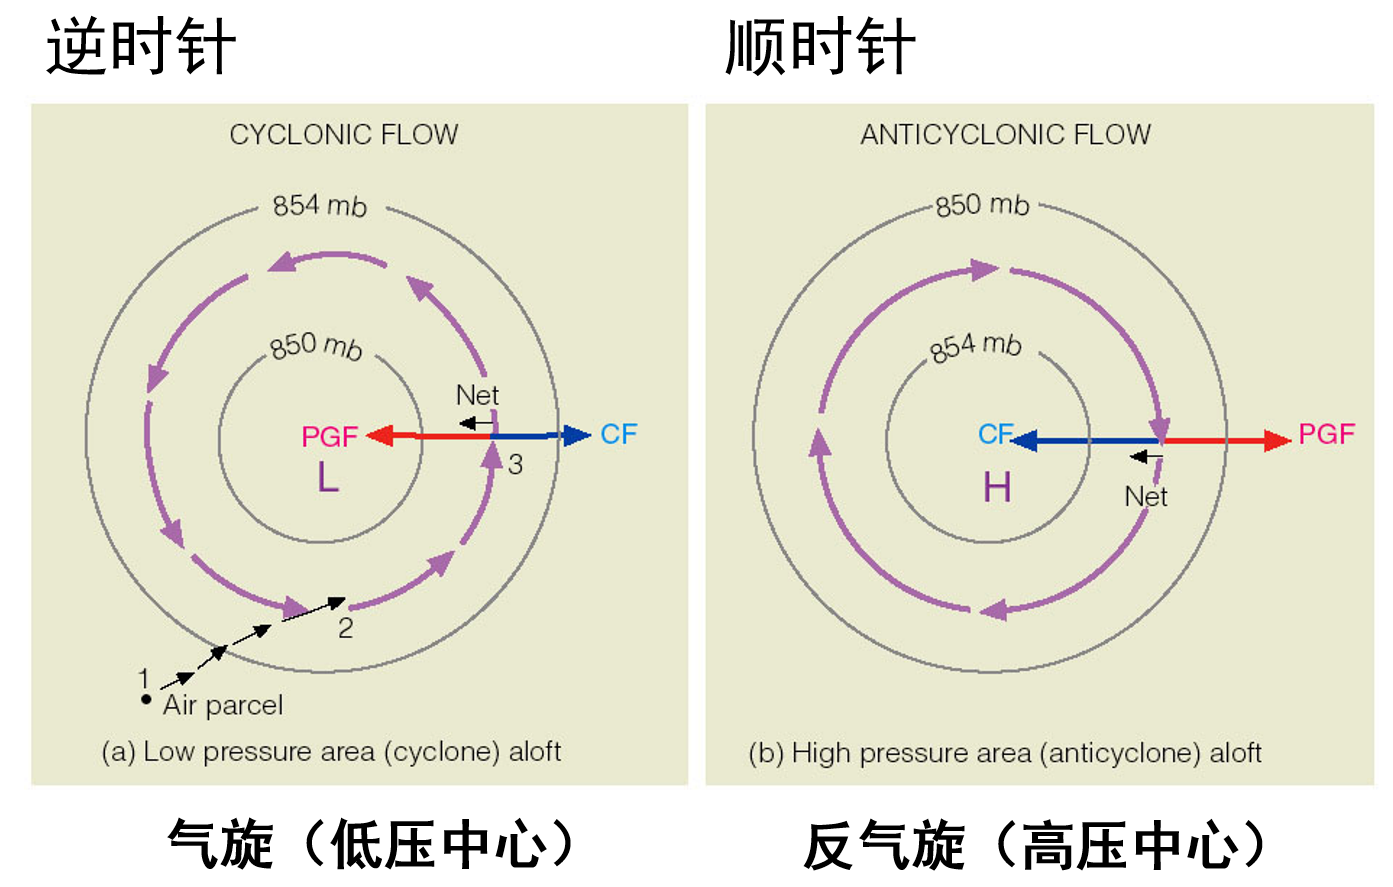 逆时针
顺时针
CYCLONIC FLOW
854 mb
850 mb
Net
PGF
CF
L
3
2
1
Air parcel
(a) Low pressure area (cyclone) aloft
ANTICYCLONIC FLOW
850 mb
854 mb
CF
PGF
H
Net
(b) High pressure area (anticyclone) aloft
气旋（低压中心）
反气旋（高压中心）